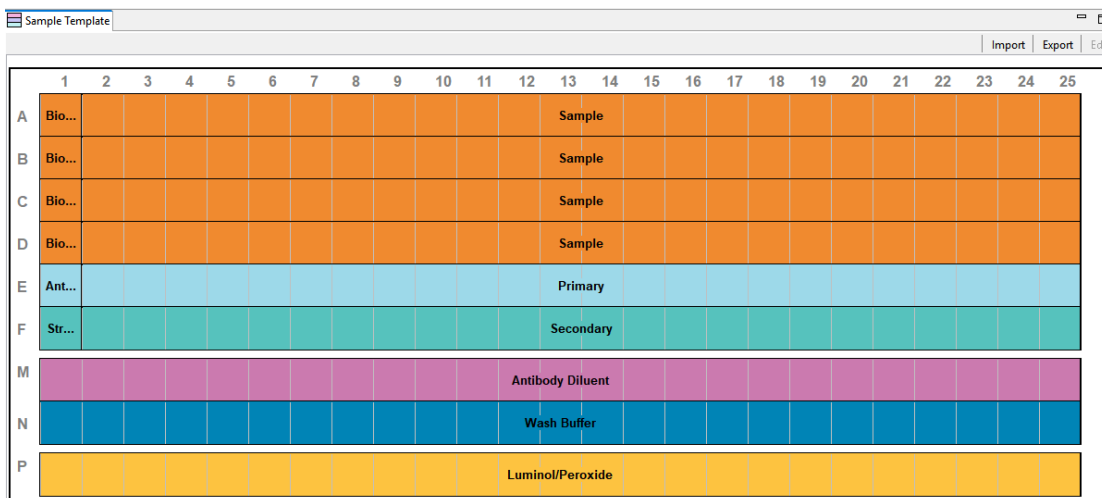 Sample Template
Import Export Ed
1 2 3 4 5 6 7 8 9 10 11 12 13 14 15 16 17 18 19 20 21 22 23 24 25
A Bio... Sample
B Bio... Sample
C Bio... Sample
D Bio... Sample
E Ant... Primary
F Str... Secondary
M Antibody Diluent
N Wash Buffer
P Luminol/Peroxide